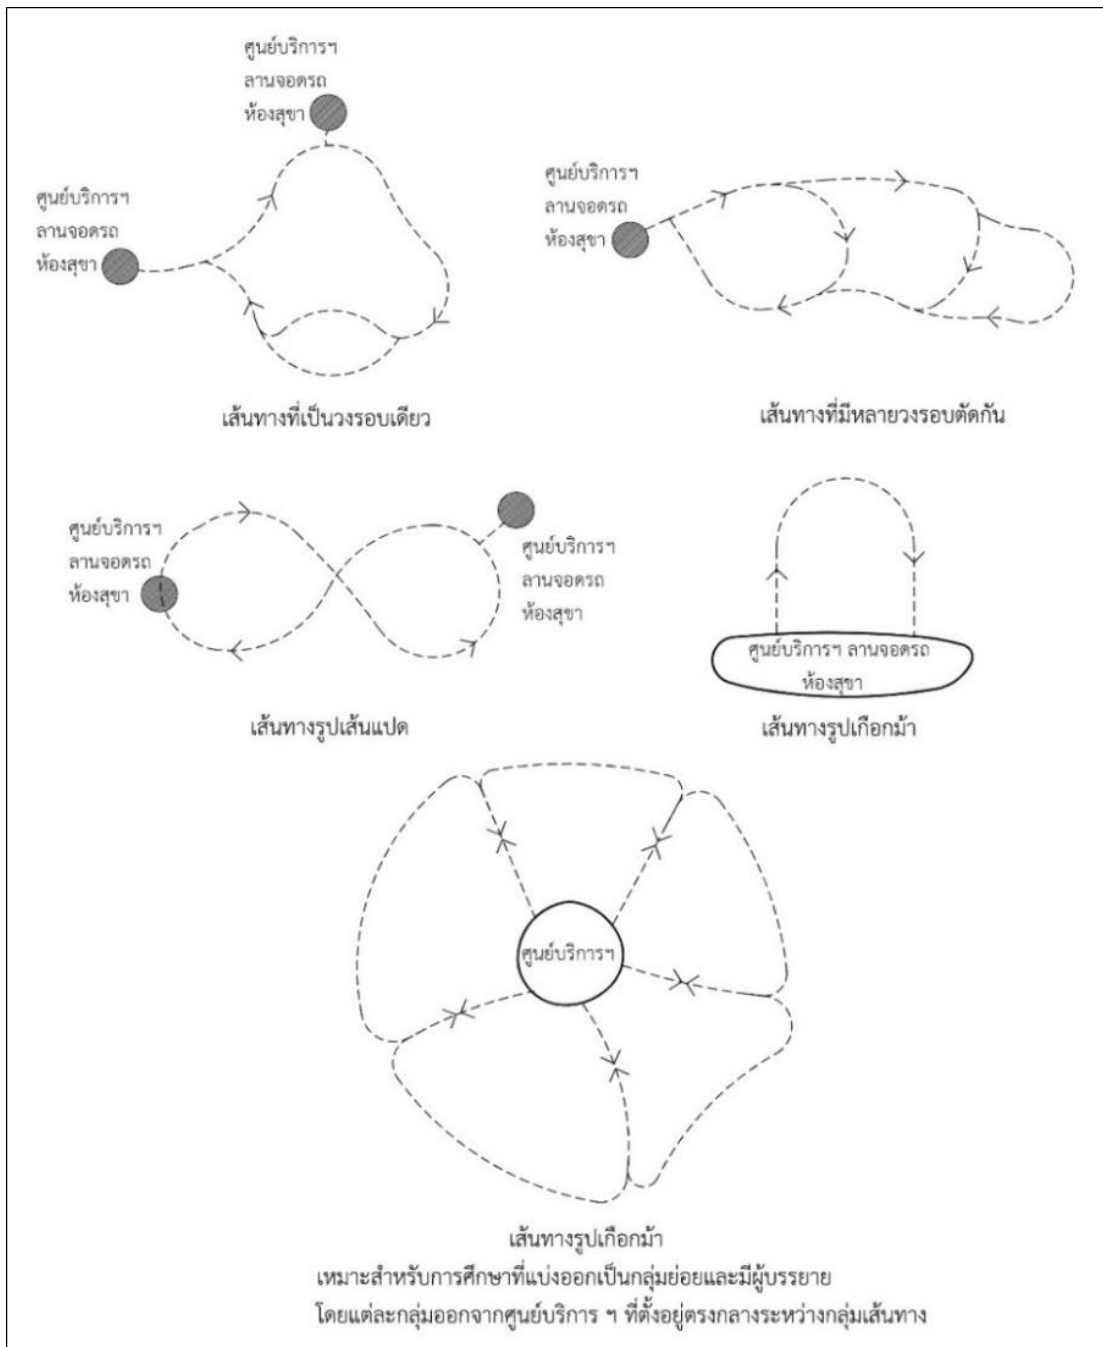 ศูนย์บริการฯ
ลานจอดรถ
ห้องสุขา
ศูนย์บริการฯ
ลานจอดรถ
ห้องสุขา
เส้นทางที่เป็นวงรอบเดียว
ศูนย์บริการฯ
ลานจอดรถ
ห้องสุขา
เส้นทางที่มีหลายวงรอบตัดกัน
ศูนย์บริการฯ
ลานจอดรถ
ห้องสุขา
ศูนย์บริการฯ
ลานจอดรถ
ห้องสุขา
เส้นทางรูปเส้นแปด
ศูนย์บริการฯ ลานจอดรถ
ห้องสุขา
เส้นทางรูปเกือกม้า
ศูนย์บริการฯ
เส้นทางรูปเกือกม้า
เหมาะสำหรับการศึกษาที่แบ่งออกเป็นกลุ่มย่อยและมีผู้บรรยาย
โดยแต่ละกลุ่มออกจากศูนย์บริการ ฯ ที่ตั้งอยู่ตรงกลางระหว่างกลุ่มเส้นทาง